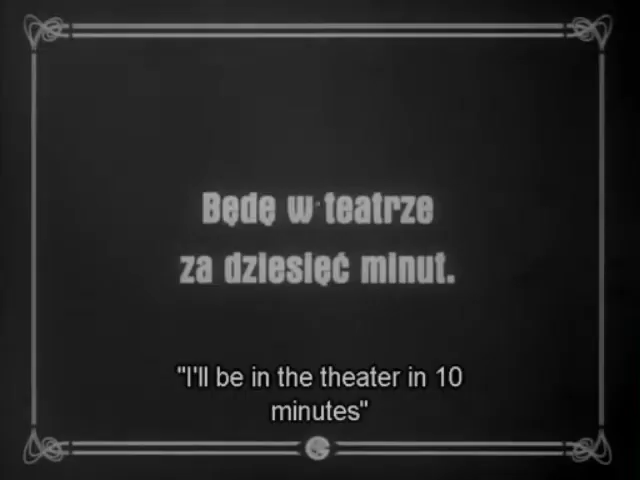 Będę w teatrze
za dziesięć minut.
"I'll be in the theater in 10
minutes"